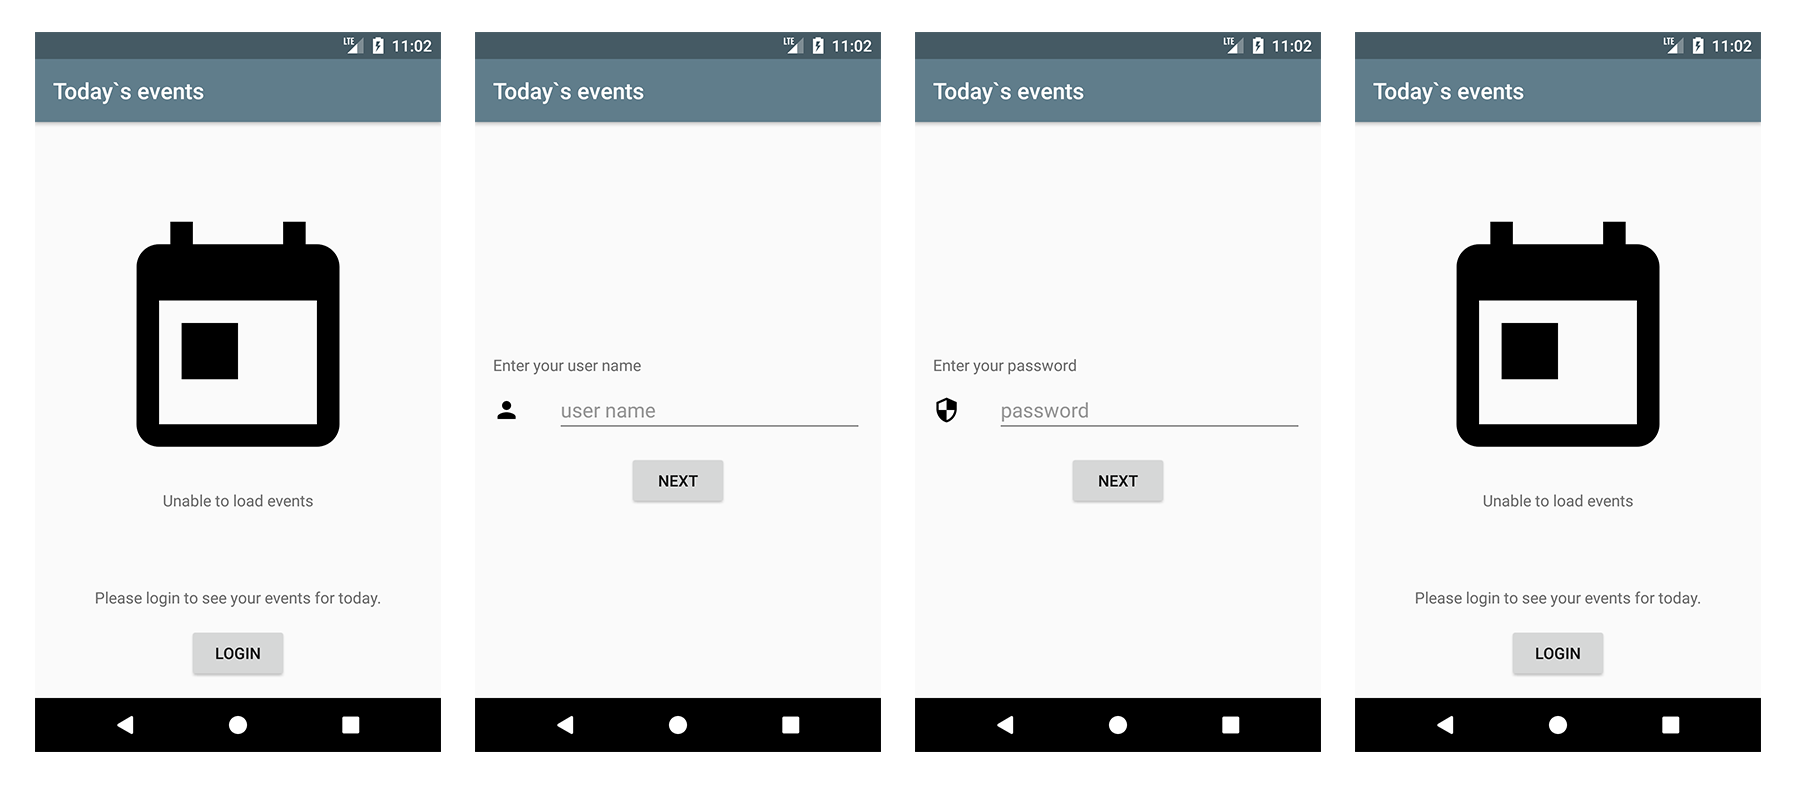 LTE 11:02
Today`s events
Unable to load events
Please login to see your events for today.
LOGIN
LTE 11:02
Today`s events
Enter your user name
user name
NEXT
LTE 11:02
Today`s events
Enter your password
password
NEXT
LTE 11:02
Today`s events
Unable to load events
Please login to see your events for today.
LOGIN